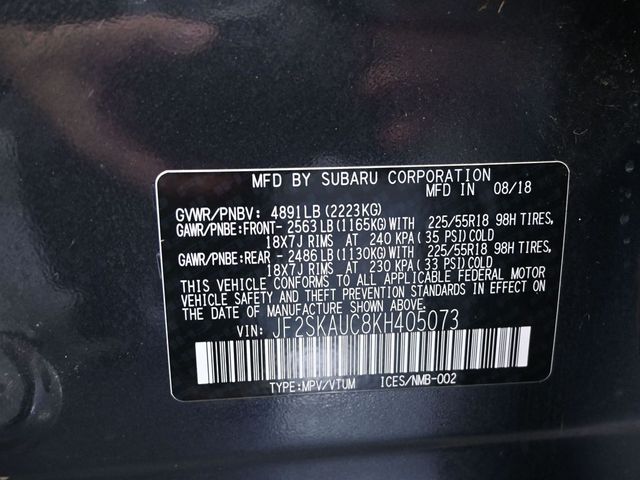 MFD BY SUBARU CORPORATION
MFD IN 08/18
GVWR/PNBV: 4891LB(2223KG)
GAWR/PNBE:FRONT- 2563LB(1165KG)WITH 225/55R18 98H TIRES,
18X7J RIMS AT 240 KPA(35 PSI)COLD
GAWR/PNBE:REAR - 2486LB(1130KG)WITH 225/55R18 98H TIRES,
18X7J RIMS AT 230 KPA(33 PSI)COLD
THIS VEHICLE CONFORMS TO ALL APPLICABLE FEDERAL MOTOR
VEHICLE SAFETY AND THEFT PREVENTION STANDARDS IN EFFECT ON
THE DATE OF MANUFACTURE SHOWN ABOVE.
VIN: JF2SKAUC8KH405073
TYPE:MPV/VTUM ICES/NMB-002